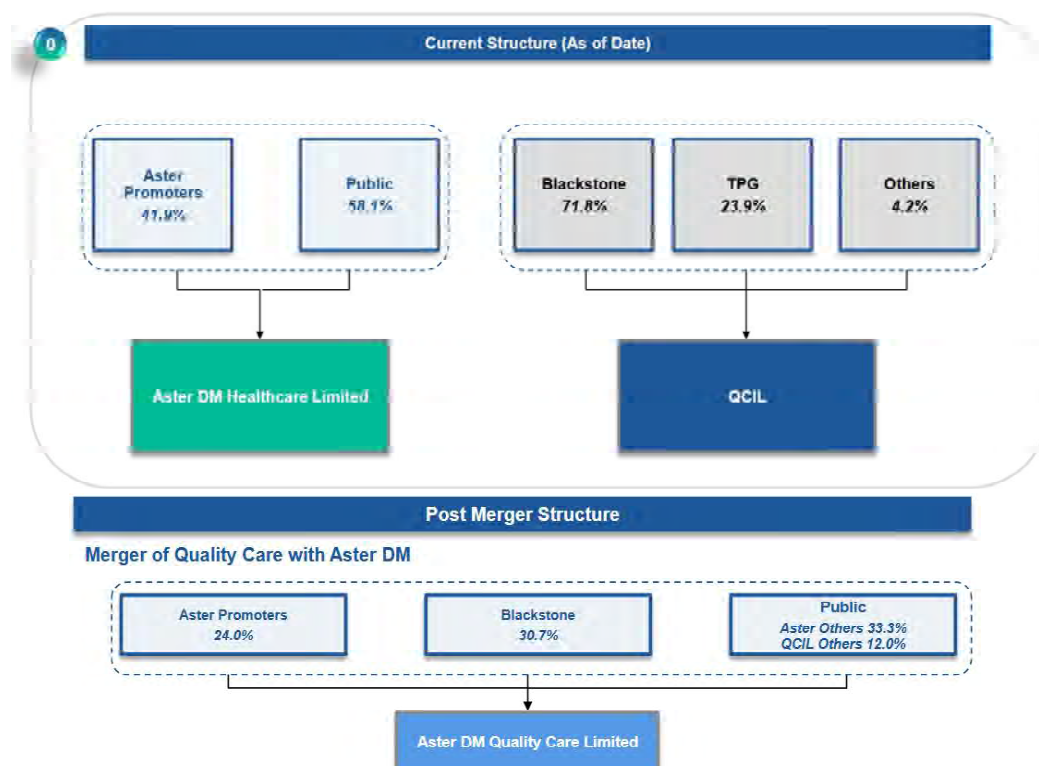 0
Current Structure (As of Date)
Aster
Promoters
41.9%
Public
58.1%
Blackstone
71.8%
TPG
23.9%
Others
4.2%
Aster DM Healthcare Limited
QCIL
Post Merger Structure
Merger of Quality Care with Aster DM
Aster Promoters
24.0%
Blackstone
30.7%
Public
Aster Others 33.3%
QCIL Others 12.0%
Aster DM Quality Care Limited